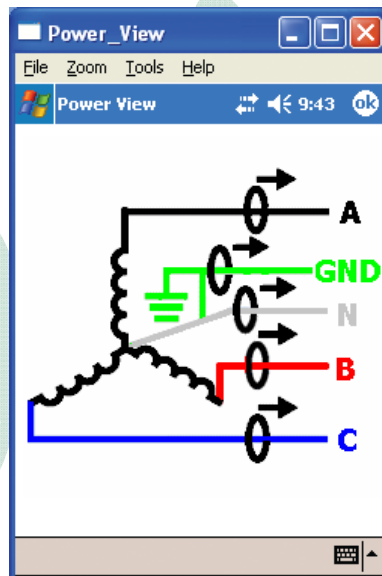 Power_View
File Zoom Tools Help
Power View 9:43 ok
A
GND
N
B
C